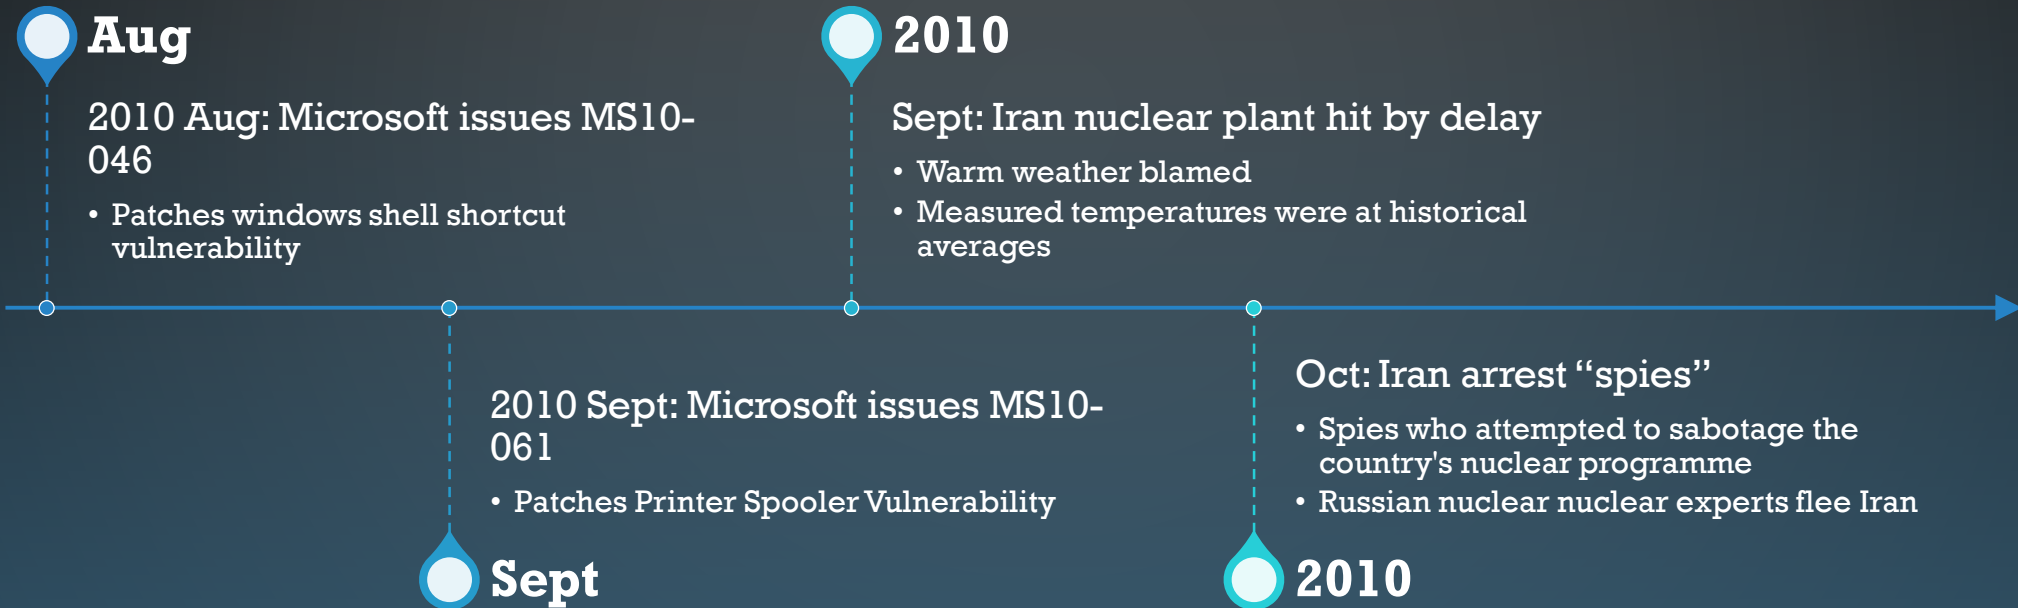 Aug
2010 Aug: Microsoft issues MS10-
046
• Patches windows shell shortcut
vulnerability
2010 Sept: Microsoft issues MS10-
061
• Patches Printer Spooler Vulnerability
Sept
2010
Sept: Iran nuclear plant hit by delay
• Warm weather blamed
• Measured temperatures were at historical
averages
Oct: Iran arrest “spies”
• Spies who attempted to sabotage the
country's nuclear programme
• Russian nuclear nuclear experts flee Iran
2010